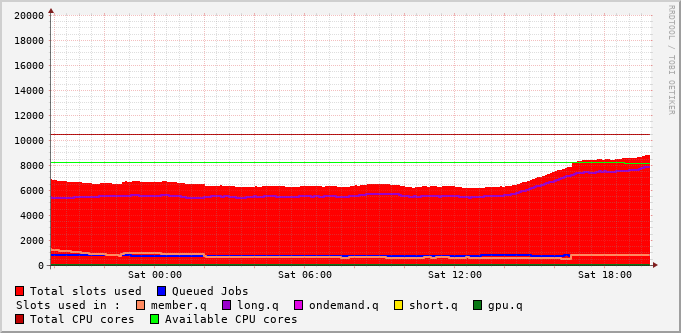 20000
18000
16000
14000
12000
10000
8000
6000
4000
2000
0
Sat 00:00 Sat 06:00 Sat 12:00 Sat 18:00
Total slots used Queued Jobs
Slots used in : member.q long.q ondemand.q short.q gpu.q
Total CPU cores Available CPU cores
RRDTOOL / TOBI OETIKER